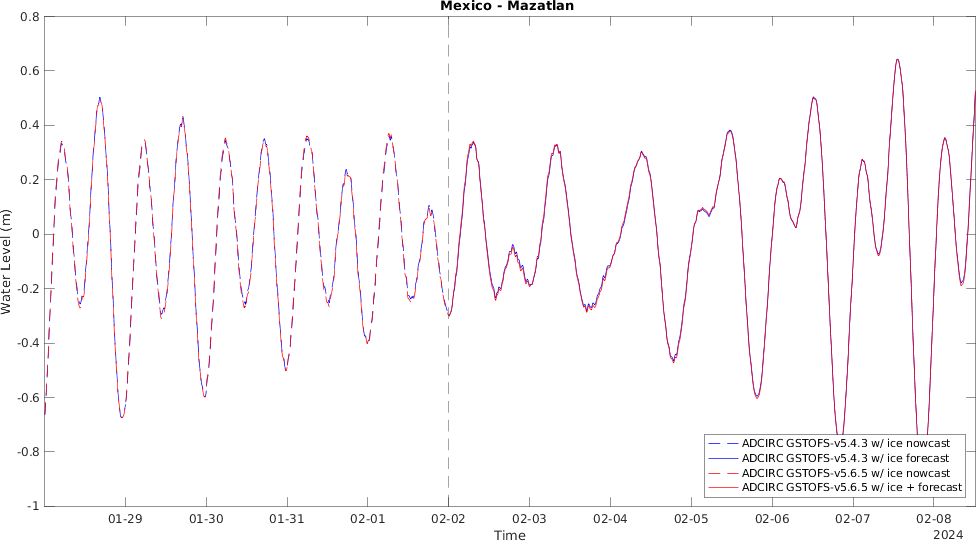 Mexico - Mazatlan
Water Level (m)
0.8
0.6
0.4
0.2
0
-0.2
-0.4
-0.6
-0.8
-1
ADCIRC GSTOFS-v5.4.3 w/ ice nowcast
ADCIRC GSTOFS-v5.4.3 w/ ice forecast
ADCIRC GSTOFS-v5.6.5 w/ ice nowcast
ADCIRC GSTOFS-v5.6.5 w/ ice + forecast
01-29 01-30 01-31 02-01 02-02 02-03 02-04 02-05 02-06 02-07 02-08
Time
2024